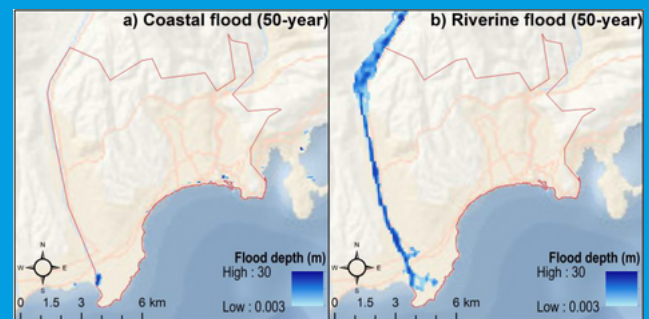 a) Coastal flood (50-year)
N
W E
S
Flood depth (m)
High : 30
Low : 0.003
0 1.5 3 6 km
b) Riverine flood (50-year)
N
W E
S
Flood depth (m)
High : 30
Low : 0.003
0 1.5 3 6 km